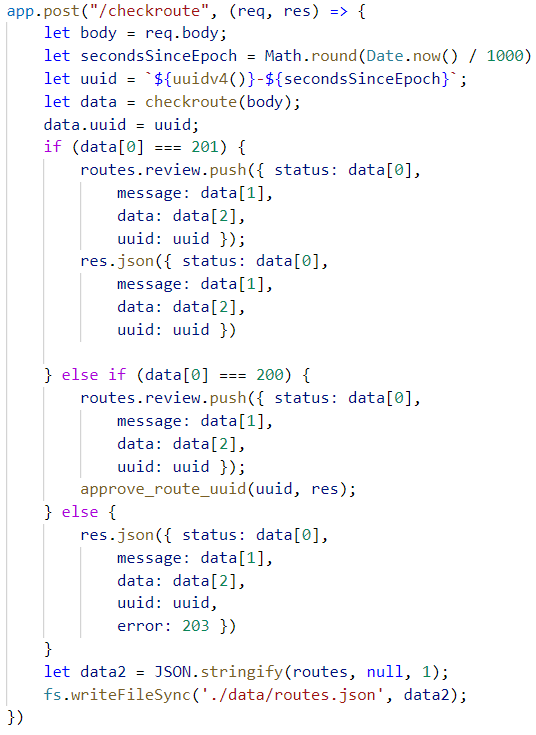 app.post("/checkroute", (req, res) => {
    let body = req.body;
    let secondsSinceEpoch = Math.round(Date.now() / 1000)
    let uuid = `${uuidv4()}-${secondsSinceEpoch}`;
    let data = checkroute(body);
    data.uuid = uuid;
    if (data[0] === 201) {
        routes.review.push({ status: data[0],
            message: data[1],
            data: data[2],
            uuid: uuid });
        res.json({ status: data[0],
            message: data[1],
            data: data[2],
            uuid: uuid })

    } else if (data[0] === 200) {
        routes.review.push({ status: data[0],
            message: data[1],
            data: data[2],
            uuid: uuid });
        approve_route_uuid(uuid, res);
    } else {
        res.json({ status: data[0],
            message: data[1],
            data: data[2],
            uuid: uuid,
            error: 203 })
    }
    let data2 = JSON.stringify(routes, null, 1);
    fs.writeFileSync('./data/routes.json', data2);
})